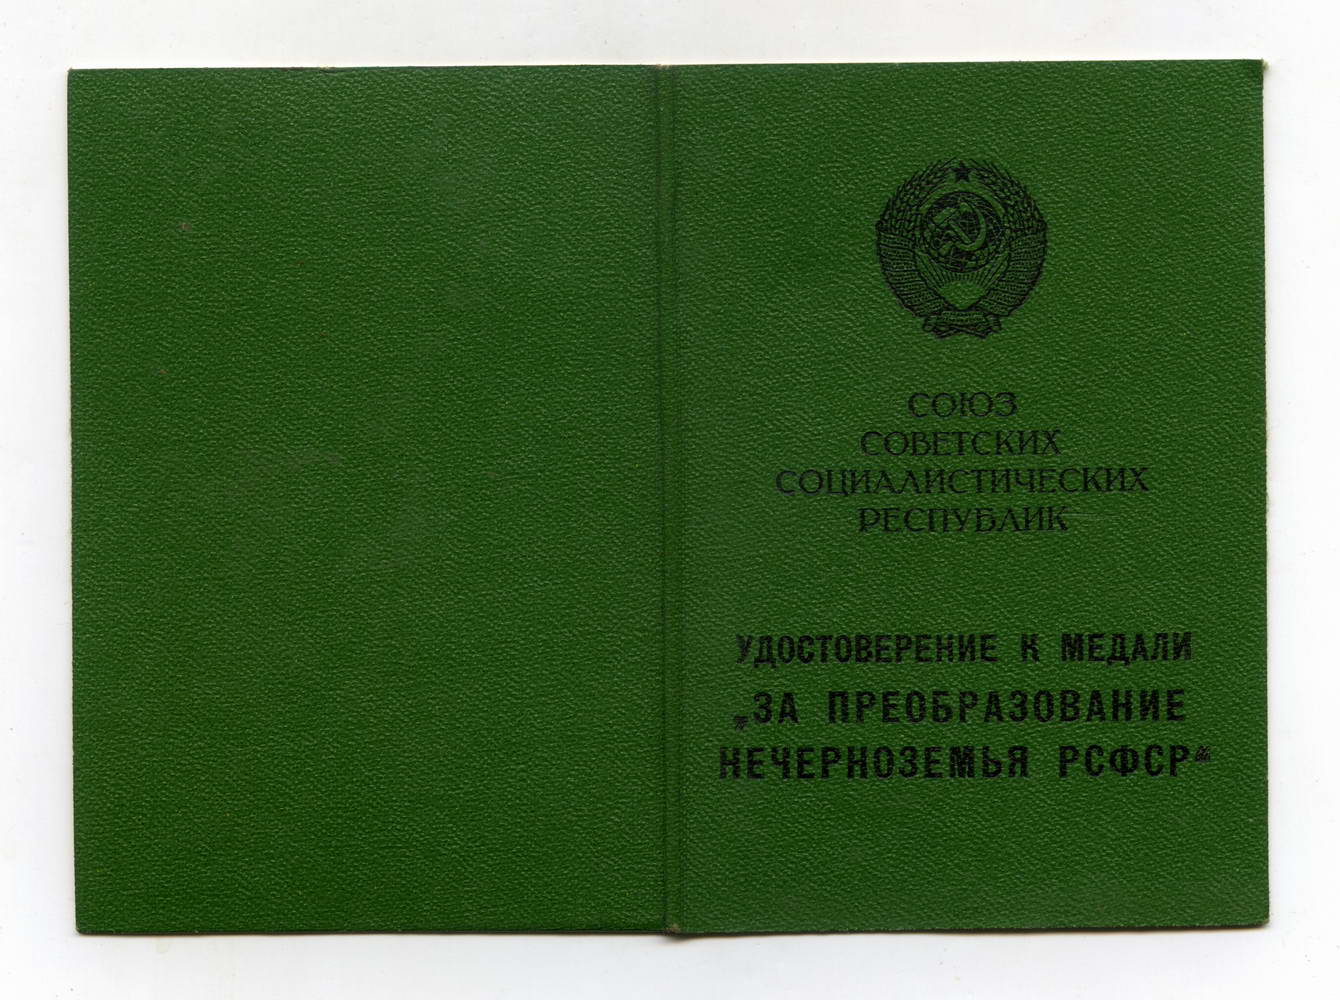 СОЮЗ
СОВЕТСКИХ
СОЦИАЛИСТИЧЕСКИХ
РЕСПУБЛИК
УДОСТОВЕРЕНИЕ К МЕДАЛИ
„ЗА ПРЕОБРАЗОВАНИЕ
НЕЧЕРНОЗЕМЬЯ РСФСР“